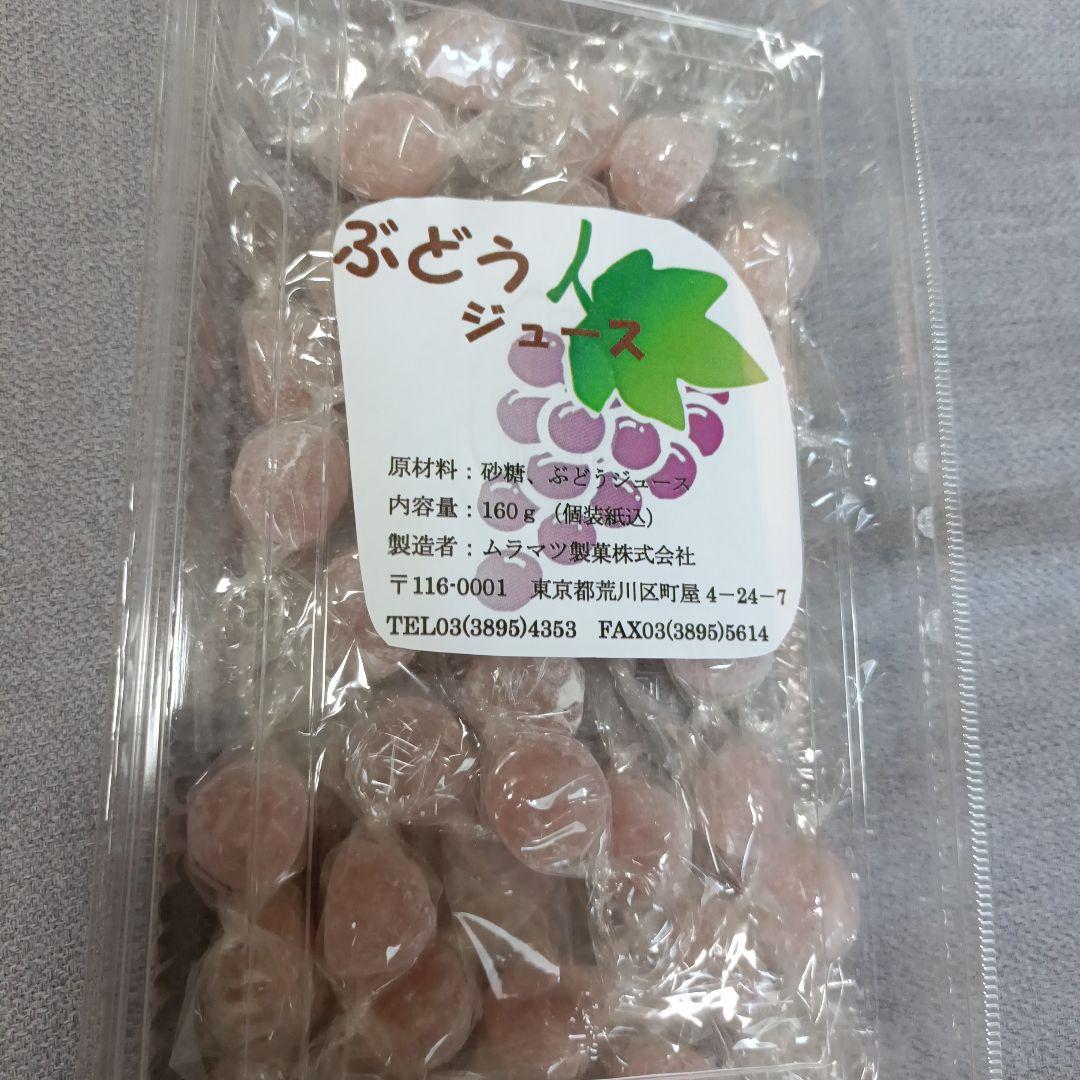 ぶどう
ジュース
原材料：砂糖、ぶどうジュース
内容量：160ｇ（個装紙込）
製造者：ムラマツ製菓株式会社
〒116-0001　東京都荒川区町屋4－24－7
TEL03(3895)4353　FAX03(3895)5614